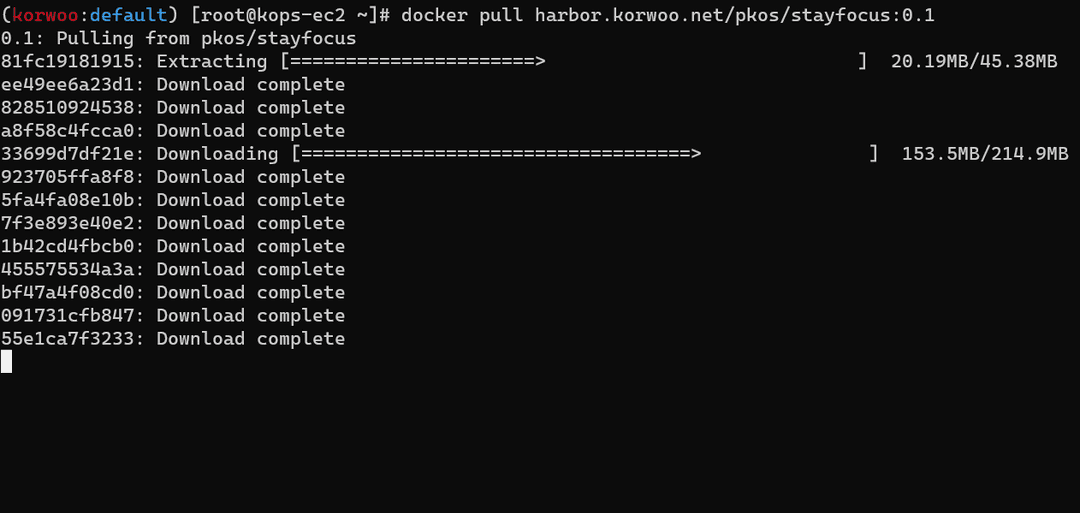 (korwoo:default) [root@kops-ec2 ~]# docker pull harbor.korwoo.net/pkos/stayfocus:0.1
0.1: Pulling from pkos/stayfocus
81fc19181915: Extracting [======================>                            ]  20.19MB/45.38MB
ee49ee6a23d1: Download complete
828510924538: Download complete
a8f58c4fcca0: Download complete
33699d7df21e: Downloading [===================================>               ]  153.5MB/214.9MB
923705ffa8f8: Download complete
5fa4fa08e10b: Download complete
7f3e893e40e2: Download complete
1b42cd4fbcb0: Download complete
455575534a3a: Download complete
bf47a4f08cd0: Download complete
091731cfb847: Download complete
55e1ca7f3233: Download complete